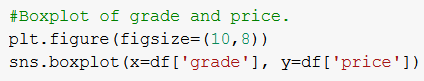 #Boxplot of grade and price.
plt.figure(figsize=(10,8))
sns.boxplot(x=df['grade'], y=df['price'])